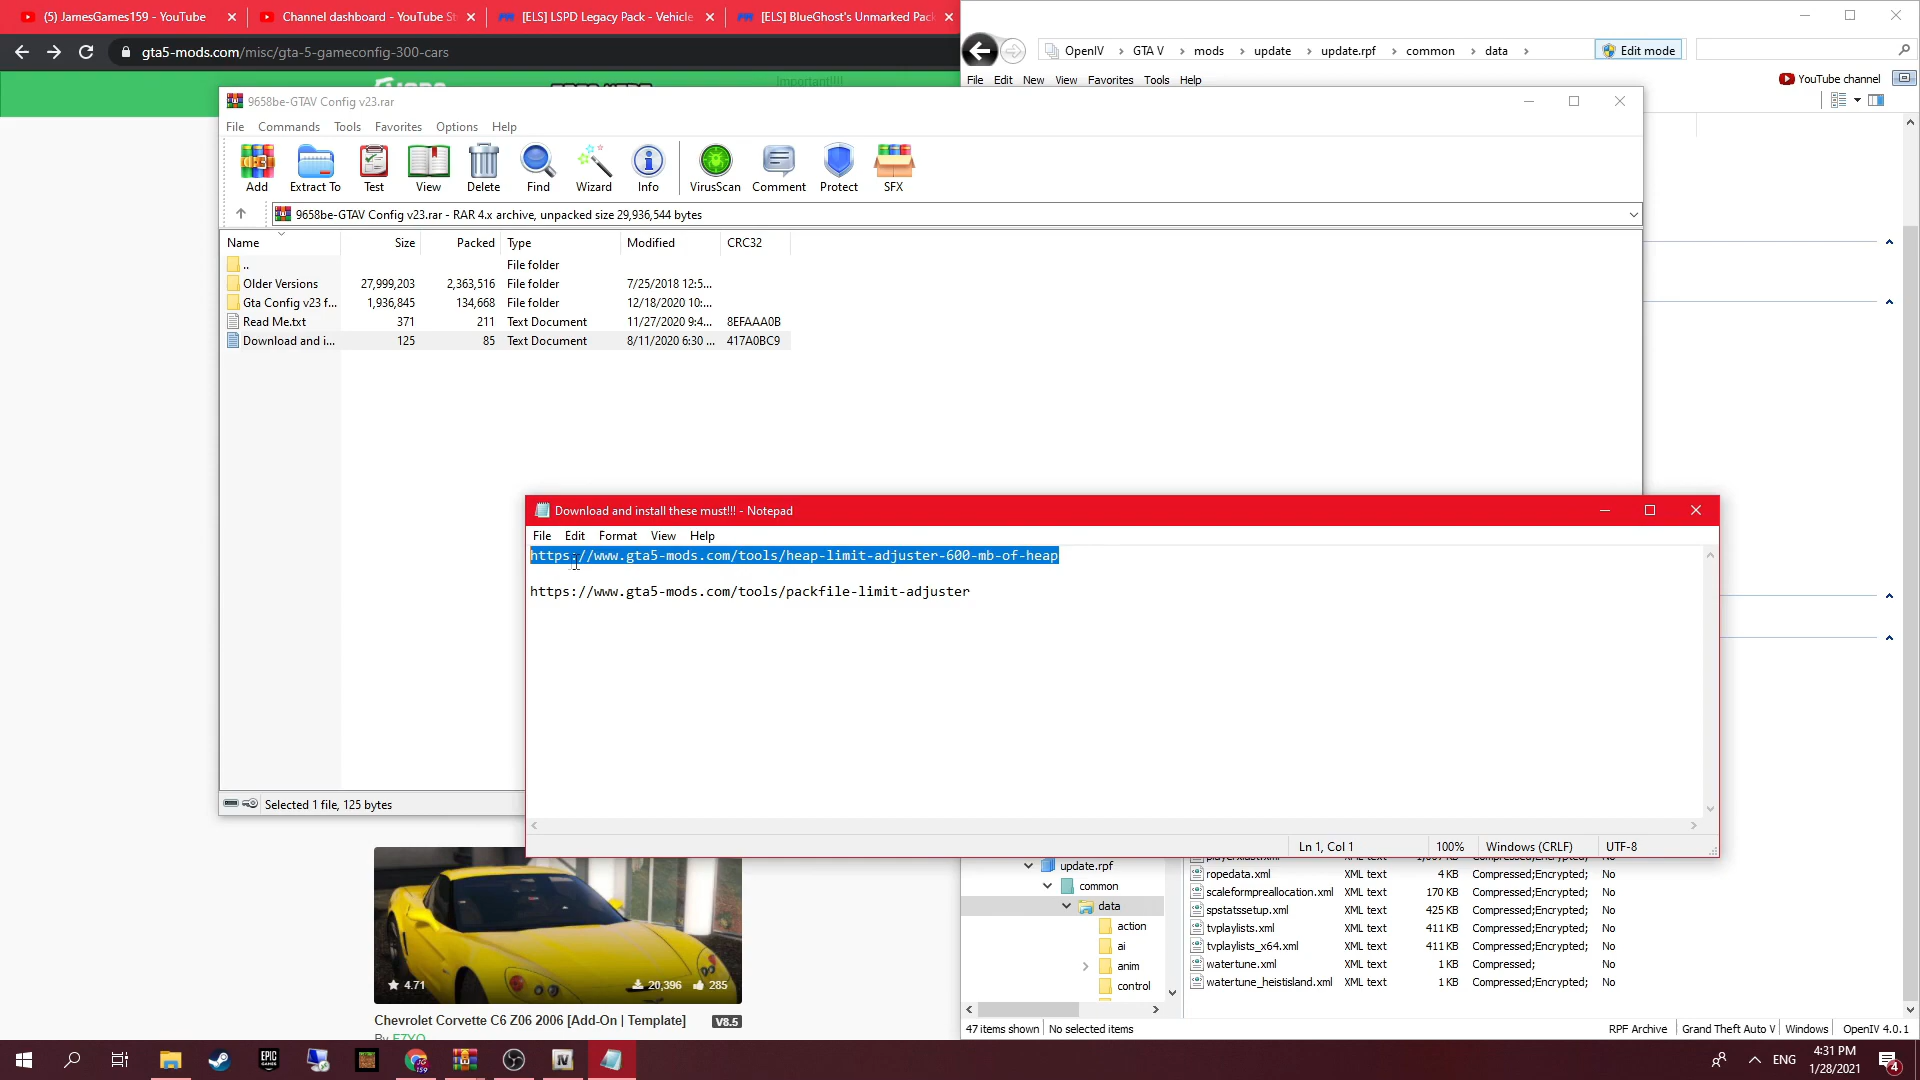 (5) JamesGames159 - YouTube
Channel dashboard - YouTube St
[ELS] LSPD Legacy Pack - Vehicle
[ELS] BlueGhost's Unmarked Pack
gta5-mods.com/misc/gta-5-gameconfig-300-cars
OpenIV
GTA V
mods
update
update.rpf
common
data
Edit mode
File Edit New View Favorites Tools Help
YouTube channel
Important!!!!
9658be-GTAV Config v23.rar
File Commands Tools Favorites Options Help
Add Extract To Test View Delete Find Wizard Info VirusScan Comment Protect SFX
9658be-GTAV Config v23.rar - RAR 4.x archive, unpacked size 29,936,544 bytes
Name Size Packed Type Modified CRC32
.. File folder
Older Versions 27,999,203 2,363,516 File folder 7/25/2018 12:5...
Gta Config v23 f... 1,936,845 134,668 File folder 12/18/2020 10:...
Read Me.txt 371 211 Text Document 11/27/2020 9:4... 8EFAAA0B
Download and i... 125 85 Text Document 8/11/2020 6:30 ... 417A0BC9
Download and install these must!!! - Notepad
File Edit Format View Help
https://www.gta5-mods.com/tools/heap-limit-adjuster-600-mb-of-heap
https://www.gta5-mods.com/tools/packfile-limit-adjuster
Selected 1 file, 125 bytes
Ln 1, Col 1 100% Windows (CRLF) UTF-8
update.rpf
common
data
action
ai
anim
control
ropedata.xml XML text 4 KB Compressed;Encrypted; No
scaleformpreallocation.xml XML text 170 KB Compressed;Encrypted; No
spstatssetup.xml XML text 425 KB Compressed;Encrypted; No
tvplaylists.xml XML text 411 KB Compressed;Encrypted; No
tvplaylists_x64.xml XML text 411 KB Compressed;Encrypted; No
watertune.xml XML text 1 KB Compressed; No
watertune_heistisland.xml XML text 1 KB Compressed;Encrypted; No
4.71 20,396 285
Chevrolet Corvette C6 Z06 2006 [Add-On | Template] V8.5
47 items shown No selected items RPF Archive Grand Theft Auto V Windows OpenIV 4.0.1
ENG
4:31 PM
1/28/2021
4